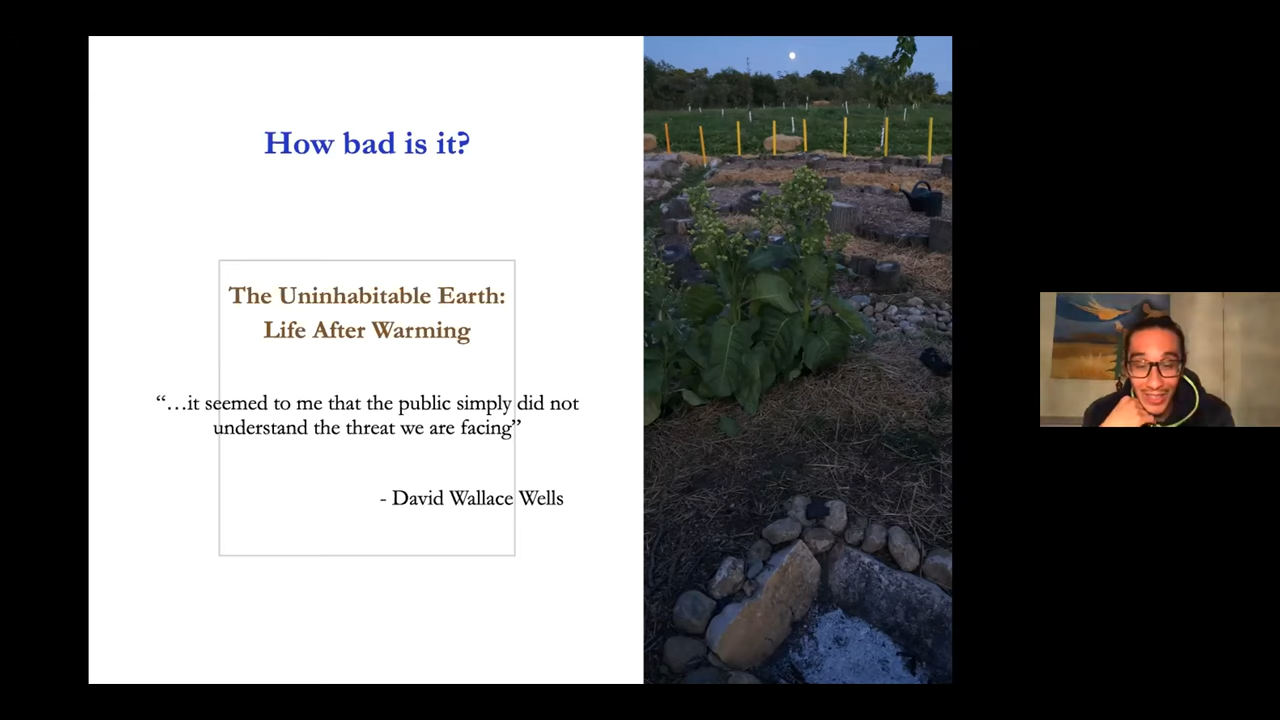 How bad is it?
The Uninhabitable Earth:
Life After Warming
“…it seemed to me that the public simply did not
understand the threat we are facing”
- David Wallace Wells